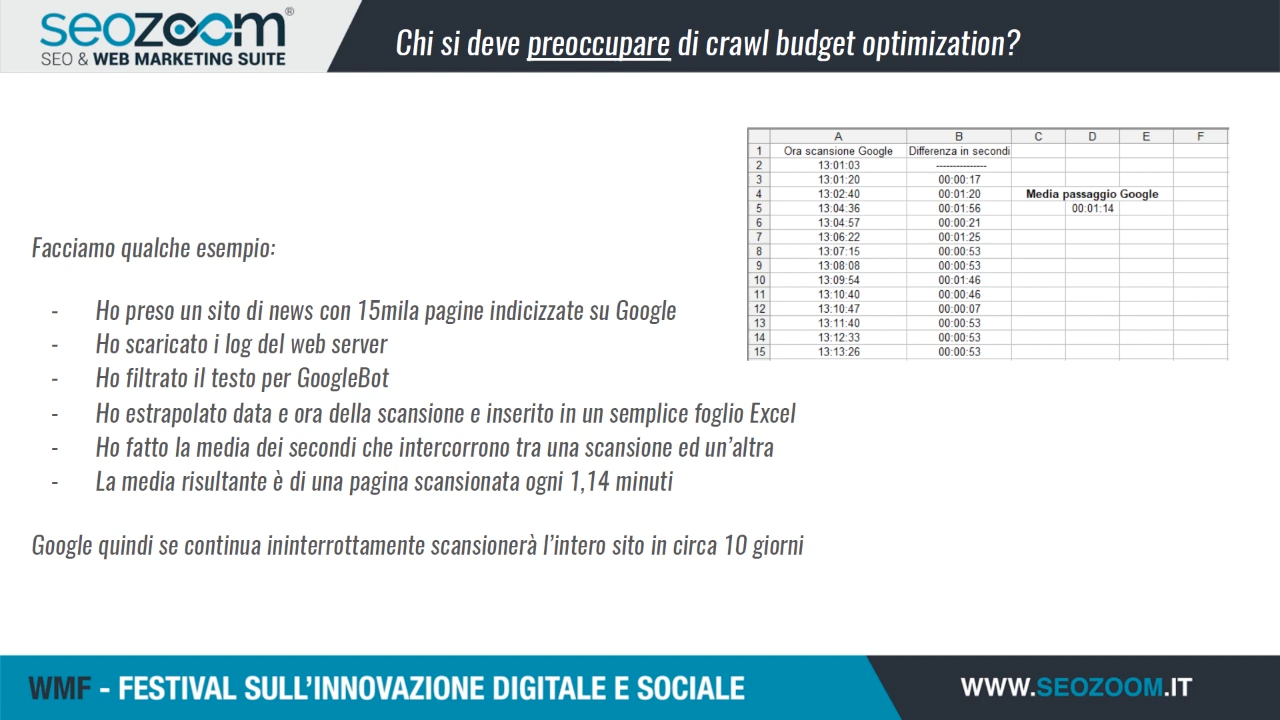 seozoom®
SEO & WEB MARKETING SUITE
Chi si deve preoccupare di crawl budget optimization?
A B C D E F
1 Ora scansione Google Differenza in secondi
2 13:01:03 ---------------
3 13:01:20 00:00:17
4 13:02:40 00:01:20 Media passaggio Google
5 13:04:36 00:01:56 00:01:14
6 13:04:57 00:00:21
7 13:06:22 00:01:25
8 13:07:15 00:00:53
9 13:08:08 00:00:53
10 13:09:54 00:01:46
11 13:10:40 00:00:46
12 13:10:47 00:00:07
13 13:11:40 00:00:53
14 13:12:33 00:00:53
15 13:13:26 00:00:53
Facciamo qualche esempio:
- Ho preso un sito di news con 15mila pagine indicizzate su Google
- Ho scaricato i log del web server
- Ho filtrato il testo per GoogleBot
- Ho estrapolato data e ora della scansione e inserito in un semplice foglio Excel
- Ho fatto la media dei secondi che intercorrono tra una scansione ed un’altra
- La media risultante è di una pagina scansionata ogni 1,14 minuti
Google quindi se continua ininterrottamente scansionerà l’intero sito in circa 10 giorni
WMF - FESTIVAL SULL’INNOVAZIONE DIGITALE E SOCIALE
WWW.SEOZOOM.IT